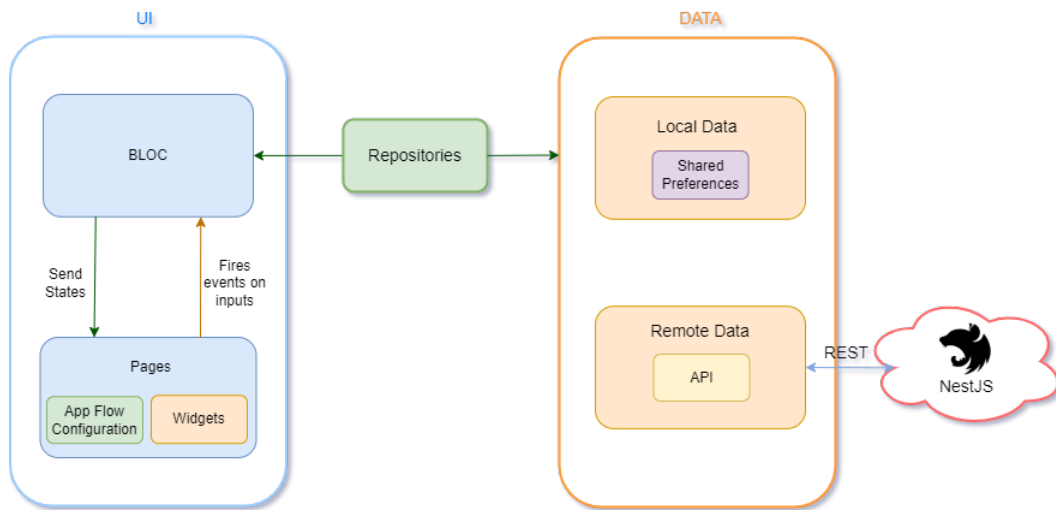 UI
DATA
BLOC
Repositories
Local Data
Shared
Preferences
Send
States
Fires
events on
inputs
Pages
App Flow
Configuration
Widgets
Remote Data
API
REST
NestJS